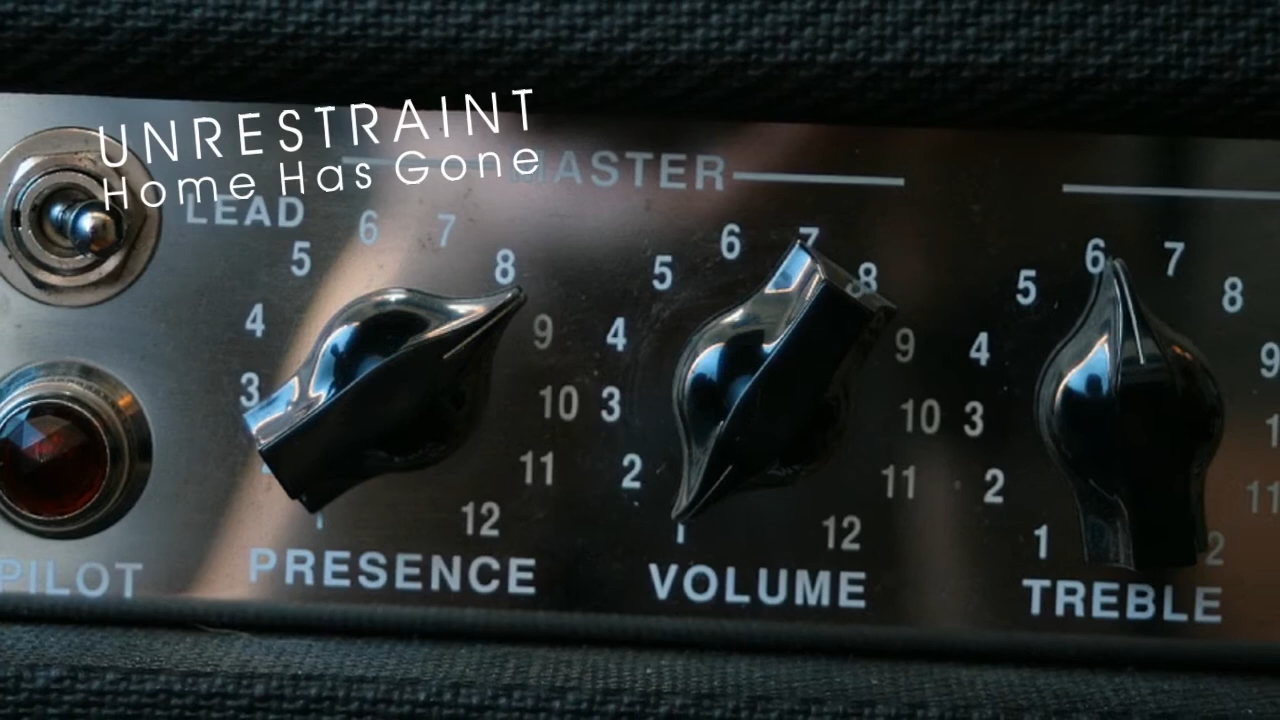 UNRESTRAINT
Home Has Gone
MASTER
LEAD
5 6 7 8
4 9
3 10
11
1 12
PRESENCE
5 6 7 8
4 9
3 10
2 11
1 12
VOLUME
5 6 7 8
4 9
3
2 11
1 2
TREBLE
PILOT